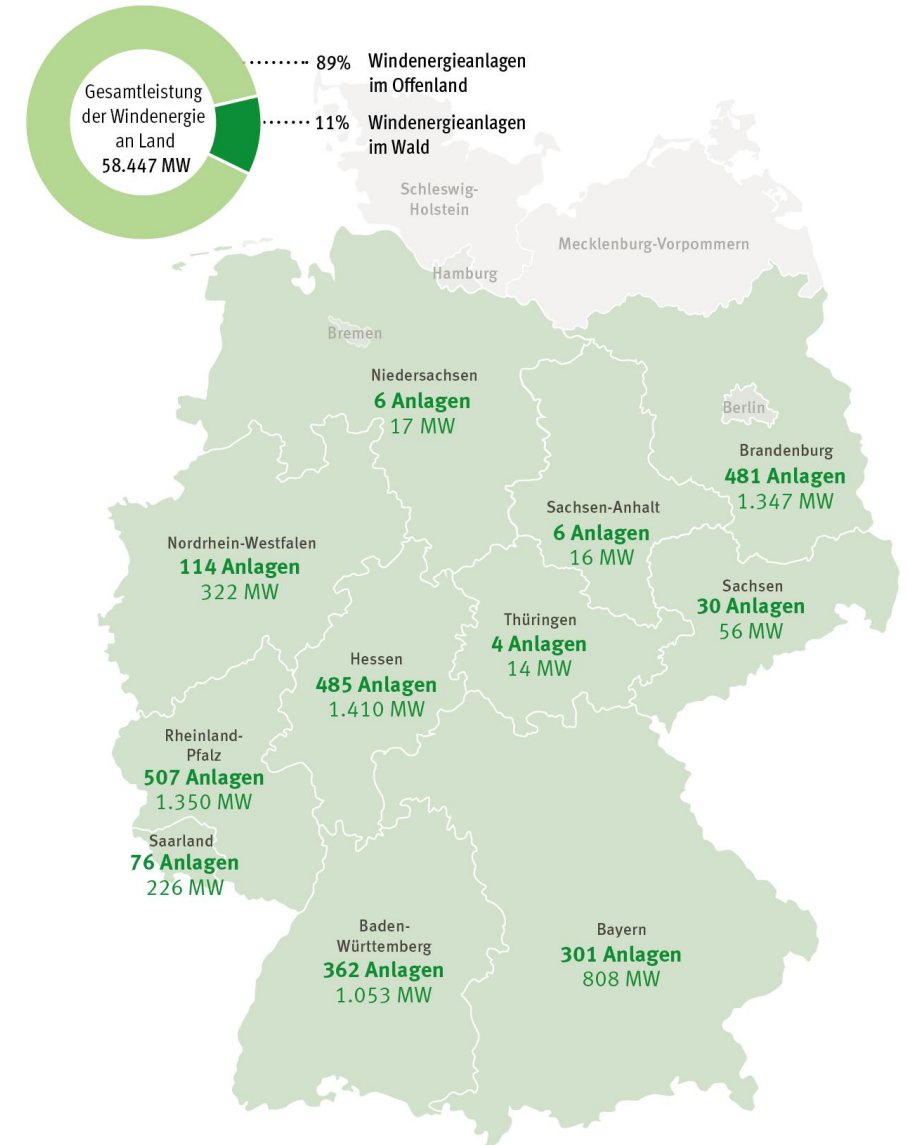 Gesamtleistung
der Windenergie
an Land
58.447 MW
89% Windenergieanlagen
im Offenland
11% Windenergieanlagen
im Wald
Schleswig-
Holstein
Mecklenburg-Vorpommern
Hamburg
Bremen
Niedersachsen
6 Anlagen
17 MW
Berlin
Brandenburg
481 Anlagen
1.347 MW
Sachsen-Anhalt
6 Anlagen
16 MW
Nordrhein-Westfalen
114 Anlagen
322 MW
Sachsen
30 Anlagen
56 MW
Thüringen
4 Anlagen
14 MW
Hessen
485 Anlagen
1.410 MW
Rheinland-
Pfalz
507 Anlagen
1.350 MW
Saarland
76 Anlagen
226 MW
Baden-
Württemberg
362 Anlagen
1.053 MW
Bayern
301 Anlagen
808 MW